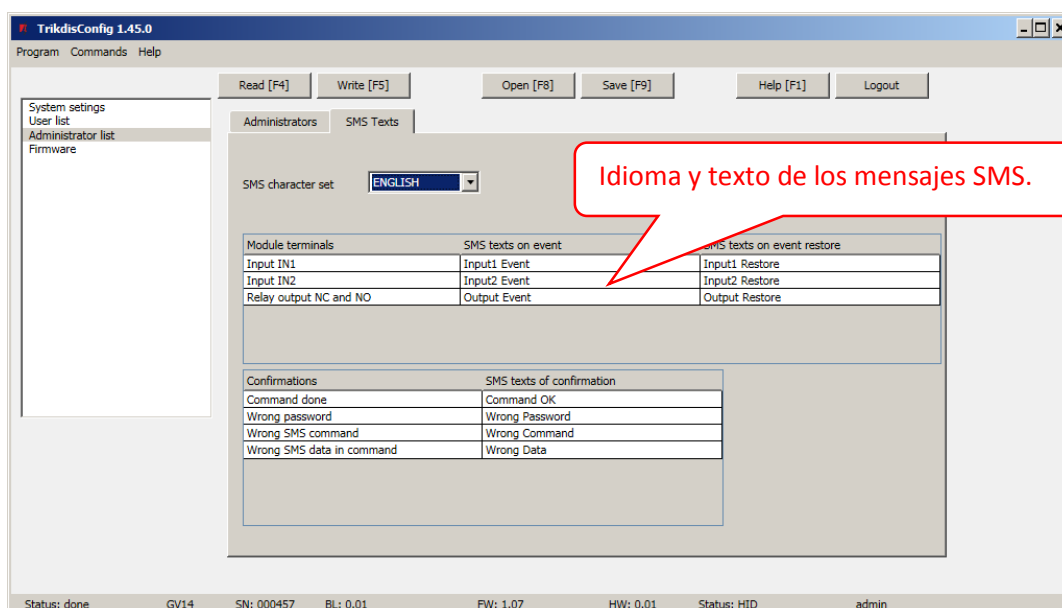 TrikdisConfig 1.45.0
Program Commands Help
Read [F4] Write [F5] Open [F8] Save [F9] Help [F1] Logout
System setings
User list
Administrator list
Firmware
Administrators SMS Texts
SMS character set ENGLISH
Idioma y texto de los mensajes SMS.
Module terminals SMS texts on event SMS texts on event restore
Input IN1 Input1 Event Input1 Restore
Input IN2 Input2 Event Input2 Restore
Relay output NC and NO Output Event Output Restore
Confirmations SMS texts of confirmation
Command done Command OK
Wrong password Wrong Password
Wrong SMS command Wrong Command
Wrong SMS data in command Wrong Data
Status: done GV14 SN: 000457 BL: 0.01 FW: 1.07 HW: 0.01 Status: HID admin